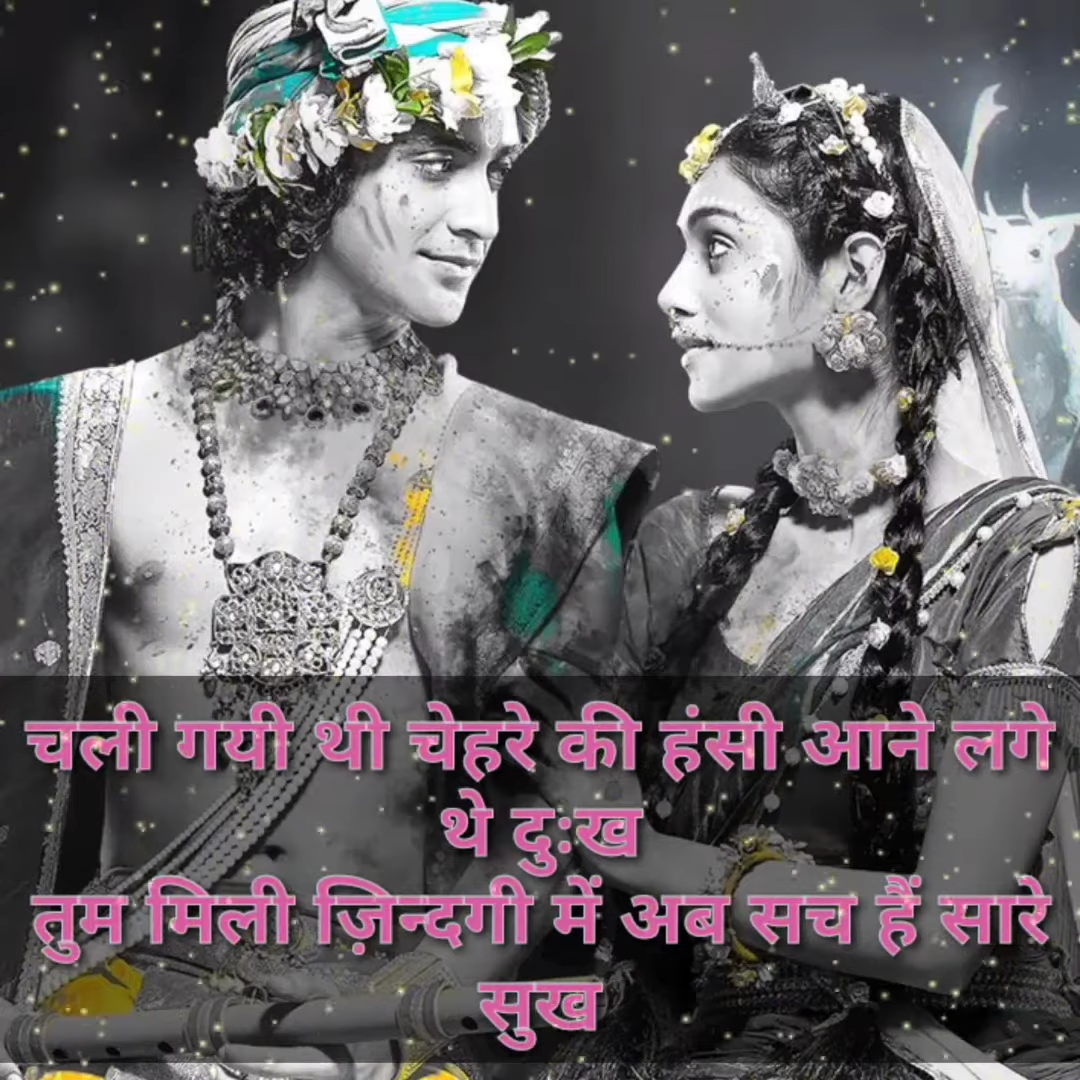 चली गयी थी चेहरे की हंसी आने लगे
थे दुःख
तुम मिली ज़िन्दगी में अब सच हैं सारे
सुख